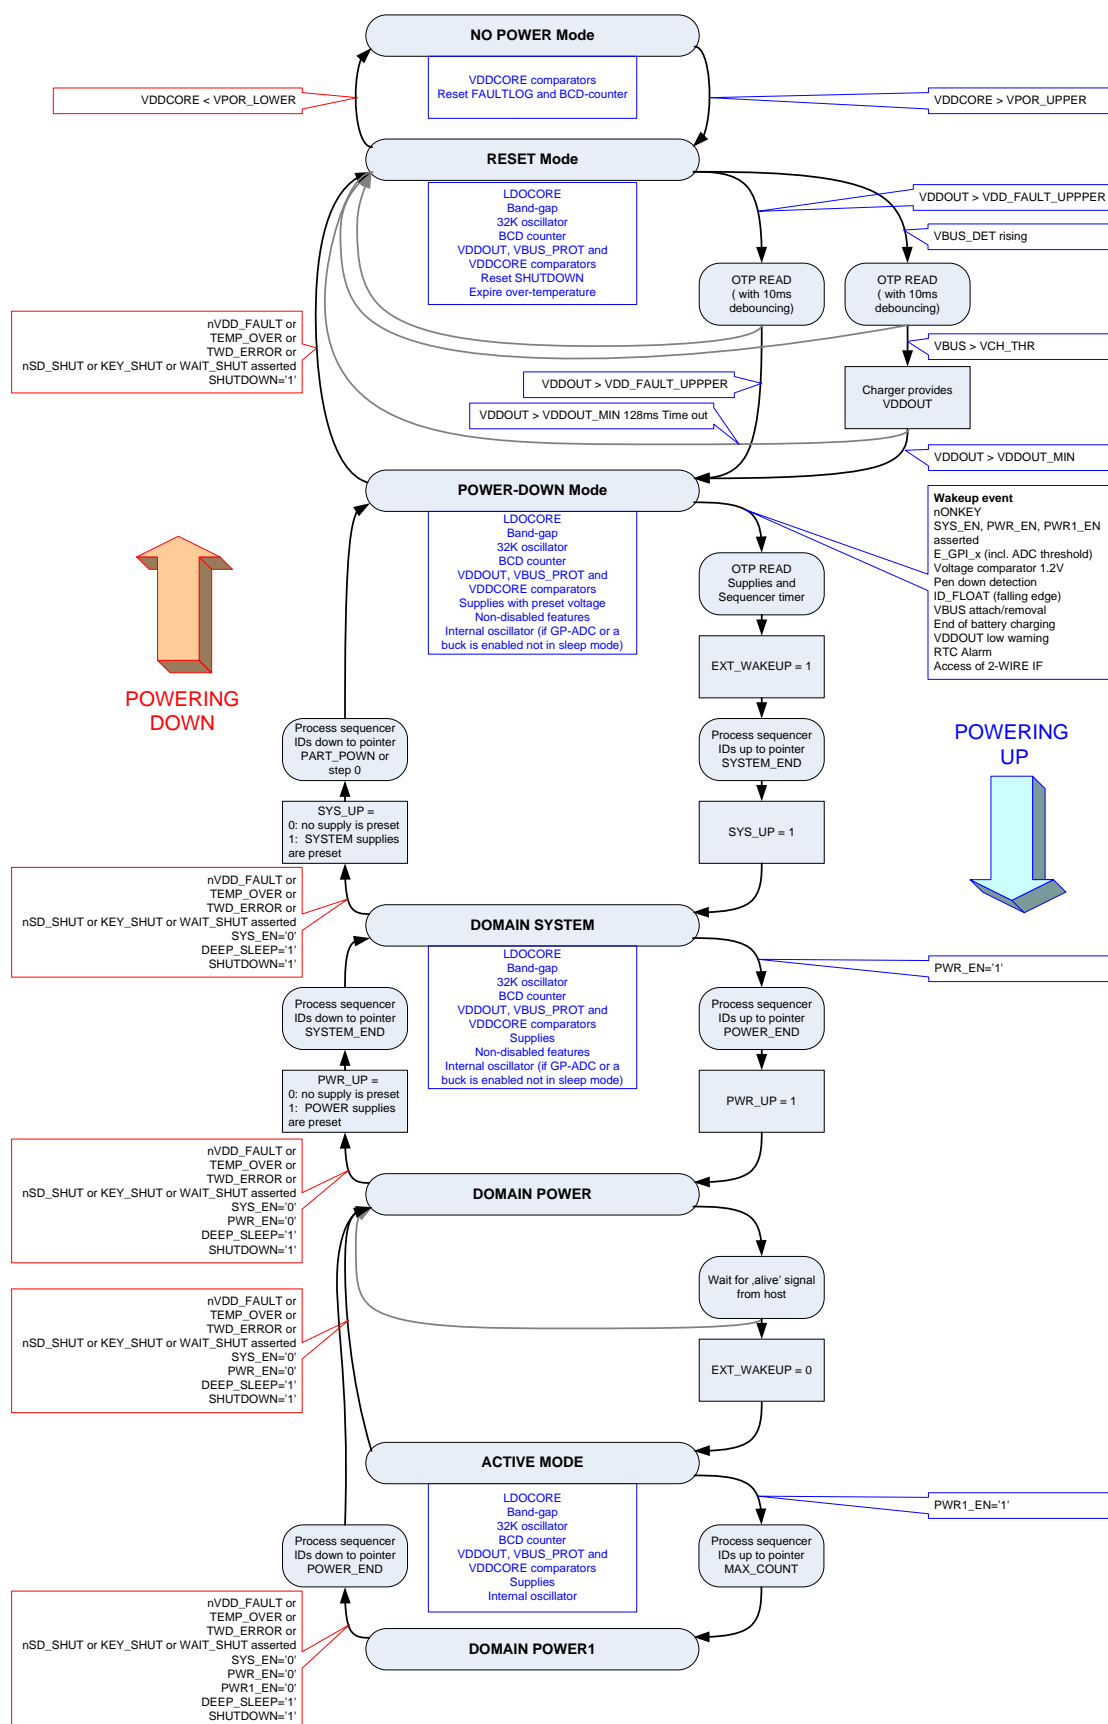 NO POWER Mode
VDDCORE comparators
Reset FAULTLOG and BCD-counter
VDDCORE < VPOR_LOWER
VDDCORE > VPOR_UPPER
RESET Mode
LDOCORE
Band-gap
32K oscillator
BCD counter
VDDOUT, VBUS_PROT and
VDDCORE comparators
Reset SHUTDOWN
Expire over-temperature
VDDOUT > VDD_FAULT_UPPPER
VBUS_DET rising
OTP READ
( with 10ms
debouncing)
OTP READ
( with 10ms
debouncing)
nVDD_FAULT or
TEMP_OVER or
TWD_ERROR or
nSD_SHUT or KEY_SHUT or WAIT_SHUT asserted
SHUTDOWN='1'
VBUS > VCH_THR
VDDOUT > VDD_FAULT_UPPPER
Charger provides
VDDOUT
VDDOUT > VDDOUT_MIN 128ms Time out
VDDOUT > VDDOUT_MIN
POWER-DOWN Mode
LDOCORE
Band-gap
32K oscillator
BCD counter
VDDOUT, VBUS_PROT and
VDDCORE comparators
Supplies with preset voltage
Non-disabled features
Internal oscillator (if GP-ADC or a
buck is enabled not in sleep mode)
Wakeup event
nONKEY
SYS_EN, PWR_EN, PWR1_EN
asserted
E_GPI_x (incl. ADC threshold)
Voltage comparator 1.2V
Pen down detection
ID_FLOAT (falling edge)
VBUS attach/removal
End of battery charging
VDDOUT low warning
RTC Alarm
Access of 2-WIRE IF
OTP READ
Supplies and
Sequencer timer
EXT_WAKEUP = 1
POWERING
DOWN
Process sequencer
IDs down to pointer
PART_POWN or
step 0
Process sequencer
IDs up to pointer
SYSTEM_END
POWERING
UP
SYS_UP =
0: no supply is preset
1: SYSTEM supplies
are preset
SYS_UP = 1
nVDD_FAULT or
TEMP_OVER or
TWD_ERROR or
nSD_SHUT or KEY_SHUT or WAIT_SHUT asserted
SYS_EN='0'
DEEP_SLEEP='1'
SHUTDOWN='1'
DOMAIN SYSTEM
LDOCORE
Band-gap
32K oscillator
BCD counter
VDDOUT, VBUS_PROT and
VDDCORE comparators
Supplies
Non-disabled features
Internal oscillator (if GP-ADC or a
buck is enabled not in sleep mode)
PWR_EN='1'
Process sequencer
IDs down to pointer
SYSTEM_END
Process sequencer
IDs up to pointer
POWER_END
PWR_UP =
0: no supply is preset
1: POWER supplies
are preset
PWR_UP = 1
nVDD_FAULT or
TEMP_OVER or
TWD_ERROR or
nSD_SHUT or KEY_SHUT or WAIT_SHUT asserted
SYS_EN='0'
PWR_EN='0'
DEEP_SLEEP='1'
SHUTDOWN='1'
DOMAIN POWER
Wait for ‚alive' signal
from host
nVDD_FAULT or
TEMP_OVER or
TWD_ERROR or
nSD_SHUT or KEY_SHUT or WAIT_SHUT asserted
SYS_EN='0'
PWR_EN='0'
DEEP_SLEEP='1'
SHUTDOWN='1'
EXT_WAKEUP = 0
ACTIVE MODE
LDOCORE
Band-gap
32K oscillator
BCD counter
VDDOUT, VBUS_PROT and
VDDCORE comparators
Supplies
Internal oscillator
PWR1_EN='1'
Process sequencer
IDs down to pointer
POWER_END
Process sequencer
IDs up to pointer
MAX_COUNT
nVDD_FAULT or
TEMP_OVER or
TWD_ERROR or
nSD_SHUT or KEY_SHUT or WAIT_SHUT asserted
SYS_EN='0'
PWR_EN='0'
PWR1_EN='0'
DEEP_SLEEP='1'
SHUTDOWN='1'
DOMAIN POWER1